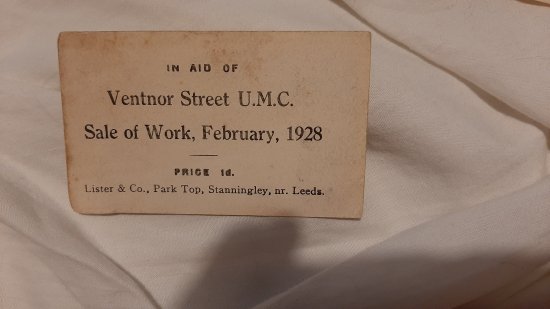 IN AID OF
Ventnor Street U.M.C.
Sale of Work, February, 1928
PRICE 1d.
Lister & Co., Park Top, Stanningley, nr. Leeds.